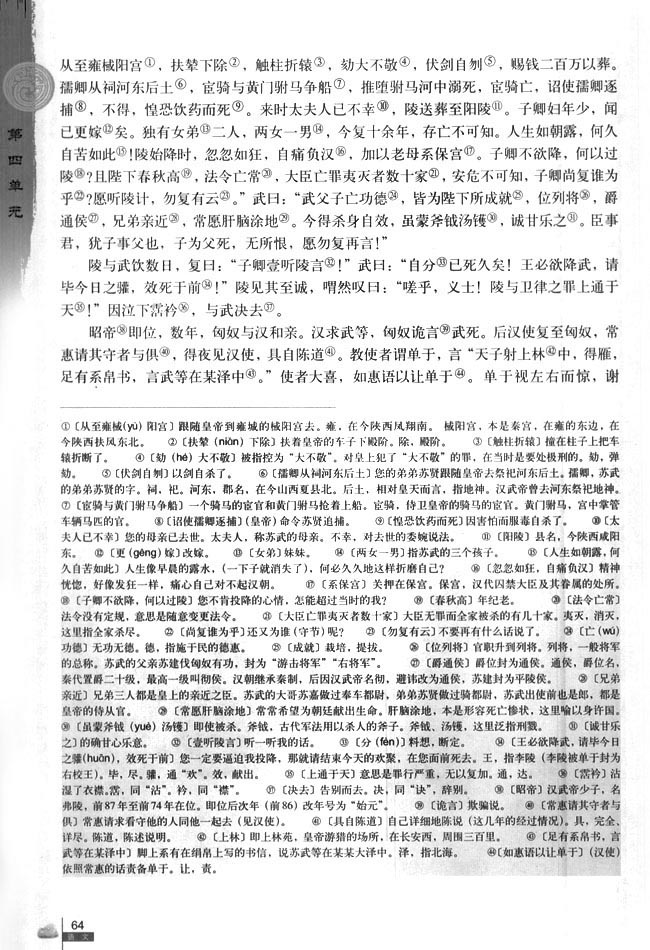 第四单元
从至雍棫阳宫①，扶辇下除②，触柱折辕③，劾大不敬④，伏剑自刎⑤，赐钱二百万以葬。
孺卿从祠河东后土⑥，宦骑与黄门驸马争船⑦，推堕驸马河中溺死，宦骑亡，诏使孺卿逐
捕⑧，不得，惶恐饮药而死⑨。来时太夫人已不幸⑩，陵送葬至阳陵⑪。子卿妇年少，闻
已更嫁⑫矣。独有女弟⑬二人，两女一男⑭，今复十余年，存亡不可知。人生如朝露，何久
自苦如此⑮！陵始降时，忽忽如狂，自痛负汉⑯，加以老母系保宫⑰。子卿不欲降，何以过
陵⑱？且陛下春秋高⑲，法令亡常⑳，大臣亡罪夷灭者数十家㉑，安危不可知，子卿尚复谁为
乎㉒？愿听陵计，勿复有云㉓。”武曰：“武父子亡功德㉔，皆为陛下所成就㉕，位列将㉖，爵
通侯㉗，兄弟亲近㉘，常愿肝脑涂地㉙。今得杀身自效，虽蒙斧钺汤镬㉚，诚甘乐之㉛。臣事
君，犹子事父也，子为父死，无所恨，愿勿复再言！”
陵与武饮数日，复曰：“子卿壹听陵言㉜！”武曰：“自分㉝已死久矣！王必欲降武，请
毕今日之驩，效死于前㉞！”陵见其至诚，喟然叹曰：“嗟乎，义士！陵与卫律之罪上通于
天㉟！”因泣下霑衿㊱，与武决去㊲。
昭帝㊳即位，数年，匈奴与汉和亲。汉求武等，匈奴诡言㊴武死。后汉使复至匈奴，常
惠请其守者与俱㊵，得夜见汉使，具自陈道㊶。教使者谓单于，言“天子射上林㊷中，得雁，
足有系帛书，言武等在某泽中㊸。”使者大喜，如惠语以让单于㊹。单于视左右而惊，谢
①〔从至雍棫(yù)阳宫〕跟随皇帝到雍城的棫阳宫去。雍，在今陕西凤翔南。 棫阳宫，本是秦宫，在雍的东边，在
今陕西扶风东北。 ②〔扶辇（niǎn）下除〕扶着皇帝的车子下殿阶。除，殿阶。 ③〔触柱折辕〕撞在柱子上把车
辕折断了。 ④〔劾（hé）大不敬〕被指控为“大不敬”。对皇上犯了“大不敬”的罪，在当时是要处极刑的。劾，弹
劾。 ⑤〔伏剑自刎〕以剑自杀了。 ⑥〔孺卿从祠河东后土〕您的弟弟苏贤跟随皇帝去祭祀河东后土。孺卿，苏武
的弟弟苏贤的字。祠，祀。河东，郡名，在今山西夏县北。后土，相对皇天而言，指地神。汉武帝曾去河东祭祀地神。
⑦〔宦骑与黄门驸马争船〕一个骑马的宦官和黄门驸马抢着上船。宦骑，侍卫皇帝的骑马的宦官。黄门驸马，宫中掌管
车辆马匹的官。 ⑧〔诏使孺卿逐捕〕（皇帝）命令苏贤追捕。 ⑨〔惶恐饮药而死〕因害怕而服毒自杀了。 ⑩〔太
夫人已不幸〕您的母亲已去世。太夫人，称苏武的母亲。不幸，对去世的委婉说法。 ⑪〔阳陵〕县名，今陕西咸阳
东。 ⑫〔更（gēng）嫁〕改嫁。 ⑬〔女弟〕妹妹。 ⑭〔两女一男〕指苏武的三个孩子。 ⑮〔人生如朝露，何
久自苦如此〕人生像早晨的露水，（一下子就消失了），何必久久地这样折磨自己？ ⑯〔忽忽如狂，自痛负汉〕精神
恍惚，好像发狂一样，痛心自己对不起汉朝。 ⑰〔系保宫〕关押在保宫。保宫，汉代囚禁大臣及其眷属的处所。
⑱〔子卿不欲降，何以过陵〕您不肯投降的心情，怎能超过当时的我？ ⑲〔春秋高〕年纪老。 ⑳〔法令亡常〕
法令没有定规，意思是随意变更法令。 ㉑〔大臣亡罪夷灭者数十家〕大臣无罪而全家被杀的有几十家。夷灭，消灭，
这里指全家杀尽。 ㉒〔尚复谁为乎〕还又为谁（守节）呢？ ㉓〔勿复有云〕不要再有什么话说了。 ㉔〔亡(wú)
功德〕无功无德。德，指施于民的德惠。 ㉕〔成就〕栽培，提拔。 ㉖〔位列将〕官职升到列将。列将，一般将军
的总称。苏武的父亲苏建伐匈奴有功，封为“游击将军”“右将军”。 ㉗〔爵通侯〕爵位封为通侯。通侯，爵位名，
秦代置爵二十级，最高一级叫彻侯。汉朝继承秦制，后因汉武帝名彻，避讳改为通侯，苏建封为平陵侯。 ㉘〔兄弟
亲近〕兄弟三人都是皇上的亲近之臣。苏武的大哥苏嘉做过奉车都尉，弟弟苏贤做过骑都尉，苏武出使前也是郎，都是
皇帝的侍从官。 ㉙〔常愿肝脑涂地〕常常希望为朝廷献出生命。肝脑涂地，本是形容死亡惨状，这里喻以身许国。
㉚〔虽蒙斧钺（yuè）汤镬〕即使被杀。斧钺，古代军法用以杀人的斧子。斧钺、汤镬，这里泛指刑戮。 ㉛〔诚甘乐
之〕的确甘心乐意。 ㉜〔壹听陵言〕听一听我的话。 ㉝〔分（fèn）〕料想，断定。 ㉞〔王必欲降武，请毕今日
之驩(huān)，效死于前〕您一定要逼迫我投降，那就请结束今天的欢聚，在您面前死去。王，指李陵（李陵被单于封为
右校王）。毕，尽。驩，通“欢”。效，献出。 ㉟〔上通于天〕意思是罪行严重，无以复加。通，达。 ㊱〔霑衿〕沾
湿了衣襟。霑，同“沾”。衿，同“襟”。 ㊲〔决去〕告别而去。决，同“诀”，辞别。 ㊳〔昭帝〕汉武帝少子，名
弗陵，前87年至前74年在位。即位后次年（前86）改年号为“始元”。 ㊴〔诡言〕欺骗说。 ㊵〔常惠请其守者与
俱〕常惠请求看守他的人同他一起去（见汉使）。 ㊶〔具自陈道〕自己详细地陈说（这几年的经过情况）。具，完全、
详尽。陈道，陈述说明。 ㊷〔上林〕即上林苑，皇帝游猎的场所，在长安西，周围三百里。 ㊸〔足有系帛书，言
武等在某泽中〕脚上系有在绢帛上写的书信，说苏武等在某某大泽中。泽，指北海。 ㊹〔如惠语以让单于〕（汉使）
依照常惠的话责备单于。让，责。
64
语文